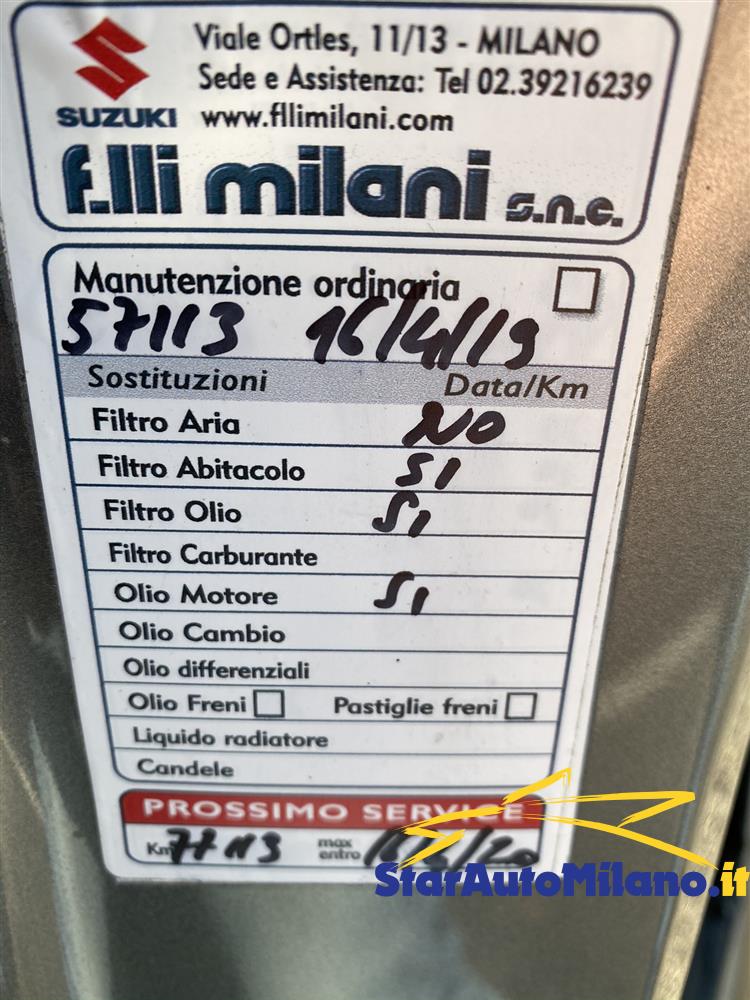 Viale Ortles, 11/13 - MILANO
Sede e Assistenza: Tel 02.39216239
SUZUKI www.fllimilani.com
f.lli milani s.n.c.
Manutenzione ordinaria
57113 16/4/19
Sostituzioni Data/Km
Filtro Aria NO
Filtro Abitacolo SI
Filtro Olio SI
Filtro Carburante
Olio Motore SI
Olio Cambio
Olio differenziali
Olio Freni Pastiglie freni
Liquido radiatore
Candele
PROSSIMO SERVICE
Km 77113 max
entro
StarAutoMilano.it